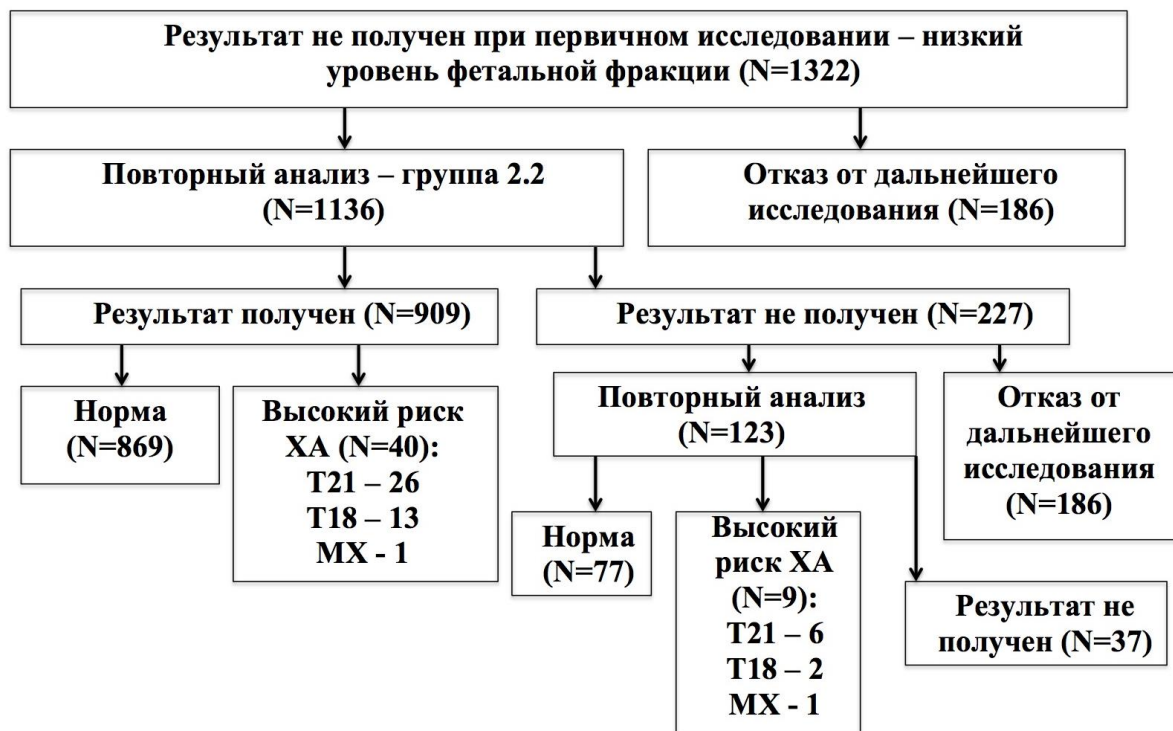 Результат не получен при первичном исследовании – низкий
уровень фетальной фракции (N=1322)
Повторный анализ – группа 2.2
(N=1136)
Отказ от дальнейшего
исследования (N=186)
Результат получен (N=909)
Результат не получен (N=227)
Норма
(N=869)
Высокий риск
ХА (N=40):
Т21 – 26
Т18 – 13
МХ - 1
Повторный анализ
(N=123)
Отказ от
дальнейшего
исследования
(N=186)
Норма
(N=77)
Высокий
риск ХА
(N=9):
Т21 – 6
Т18 – 2
МХ - 1
Результат не
получен (N=37)